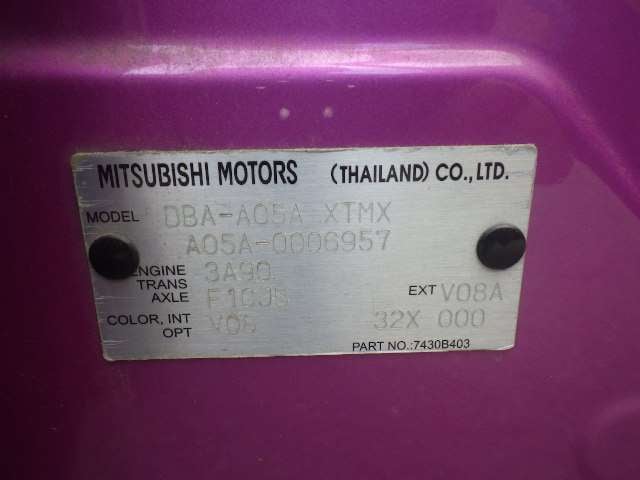 MITSUBISHI MOTORS (THAILAND) CO.,LTD.
MODEL DBA-A05A XTMX
A05A-0006957
ENGINE 3A90
TRANS
AXLE F1CJS EXT V08A
COLOR, INT V08 32X 000
OPT
PART NO.:7430B403